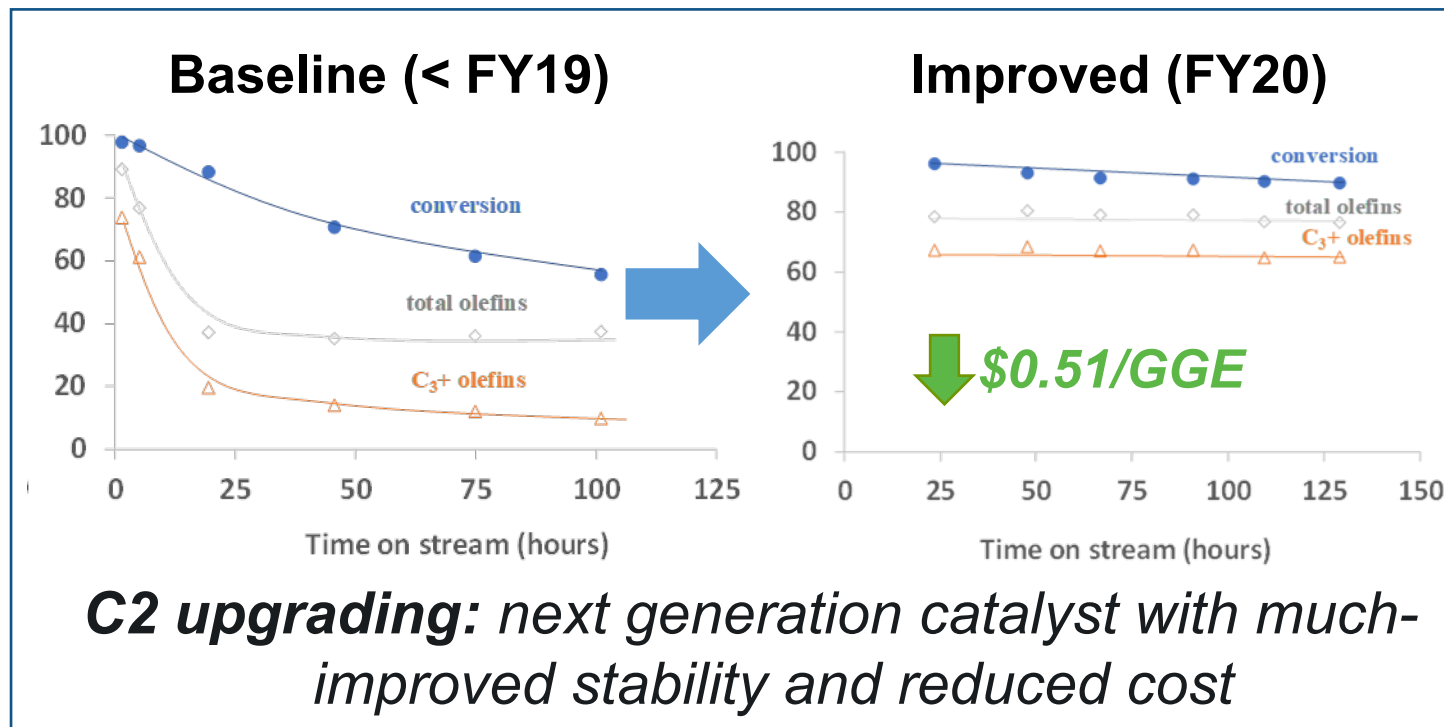 Baseline (< FY19)
100
80
60
40
20
0
0 25 50 75 100 125
Time on stream (hours)
conversion
total olefins
C₃+ olefins
Improved (FY20)
100
80
60
40
20
0
0 25 50 75 100 125 150
Time on stream (hours)
conversion
total olefins
C₃+ olefins
$0.51/GGE
C2 upgrading: next generation catalyst with much-
improved stability and reduced cost